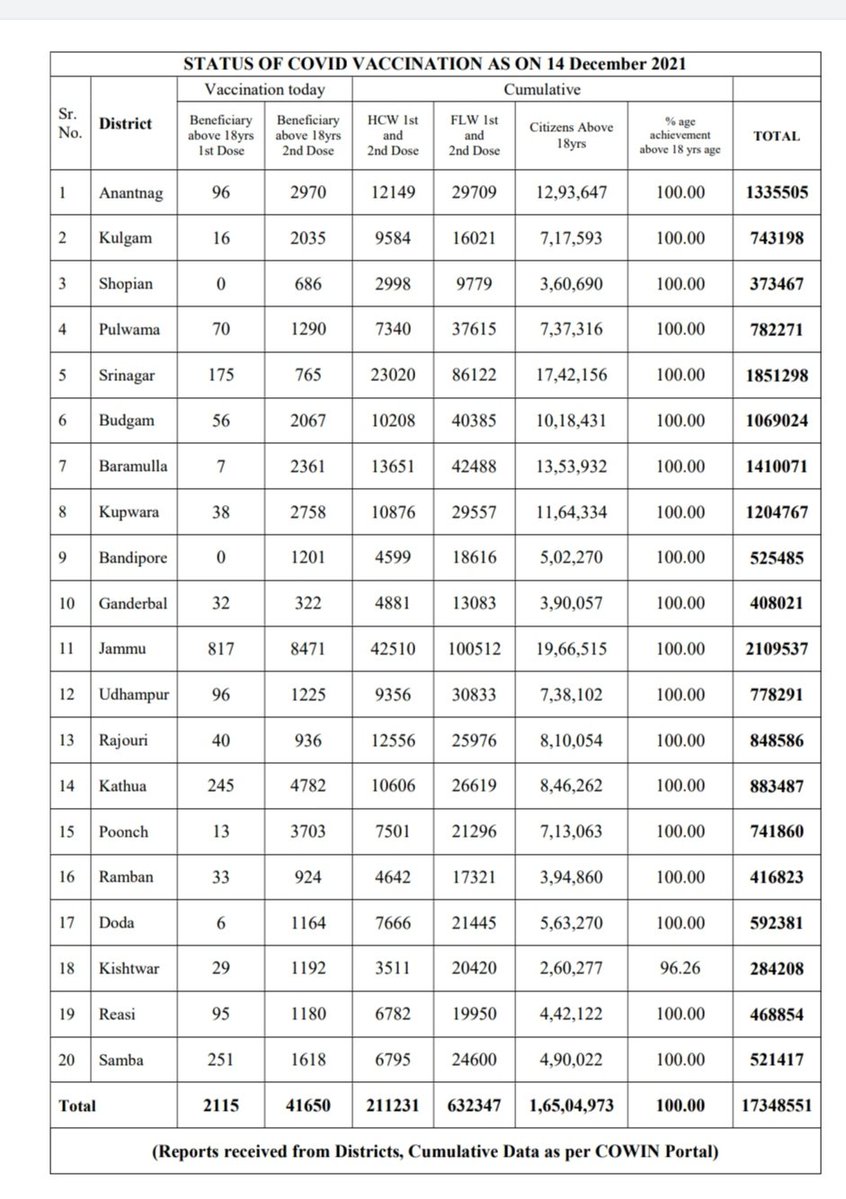 STATUS OF COVID VACCINATION AS ON 14 December 2021
Sr. No. District Vaccination today Cumulative
Beneficiary above 18yrs 1st Dose Beneficiary above 18yrs 2nd Dose HCW 1st and 2nd Dose FLW 1st and 2nd Dose Citizens Above 18yrs % age achievement above 18 yrs age TOTAL
1 Anantnag 96 2970 12149 29709 12,93,647 100.00 1335505
2 Kulgam 16 2035 9584 16021 7,17,593 100.00 743198
3 Shopian 0 686 2998 9779 3,60,690 100.00 373467
4 Pulwama 70 1290 7340 37615 7,37,316 100.00 782271
5 Srinagar 175 765 23020 86122 17,42,156 100.00 1851298
6 Budgam 56 2067 10208 40385 10,18,431 100.00 1069024
7 Baramulla 7 2361 13651 42488 13,53,932 100.00 1410071
8 Kupwara 38 2758 10876 29557 11,64,334 100.00 1204767
9 Bandipore 0 1201 4599 18616 5,02,270 100.00 525485
10 Ganderbal 32 322 4881 13083 3,90,057 100.00 408021
11 Jammu 817 8471 42510 100512 19,66,515 100.00 2109537
12 Udhampur 96 1225 9356 30833 7,38,102 100.00 778291
13 Rajouri 40 936 12556 25976 8,10,054 100.00 848586
14 Kathua 245 4782 10606 26619 8,46,262 100.00 883487
15 Poonch 13 3703 7501 21296 7,13,063 100.00 741860
16 Ramban 33 924 4642 17321 3,94,860 100.00 416823
17 Doda 6 1164 7666 21445 5,63,270 100.00 592381
18 Kishtwar 29 1192 3511 20420 2,60,277 96.26 284208
19 Reasi 95 1180 6782 19950 4,42,122 100.00 468854
20 Samba 251 1618 6795 24600 4,90,022 100.00 521417
Total 2115 41650 211231 632347 1,65,04,973 100.00 17348551
(Reports received from Districts, Cumulative Data as per COWIN Portal)